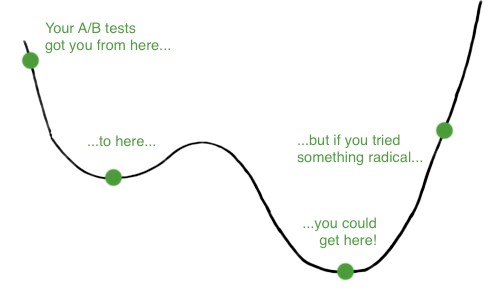 Your A/B tests
got you from here...
...to here...
...but if you tried
something radical...
...you could
get here!